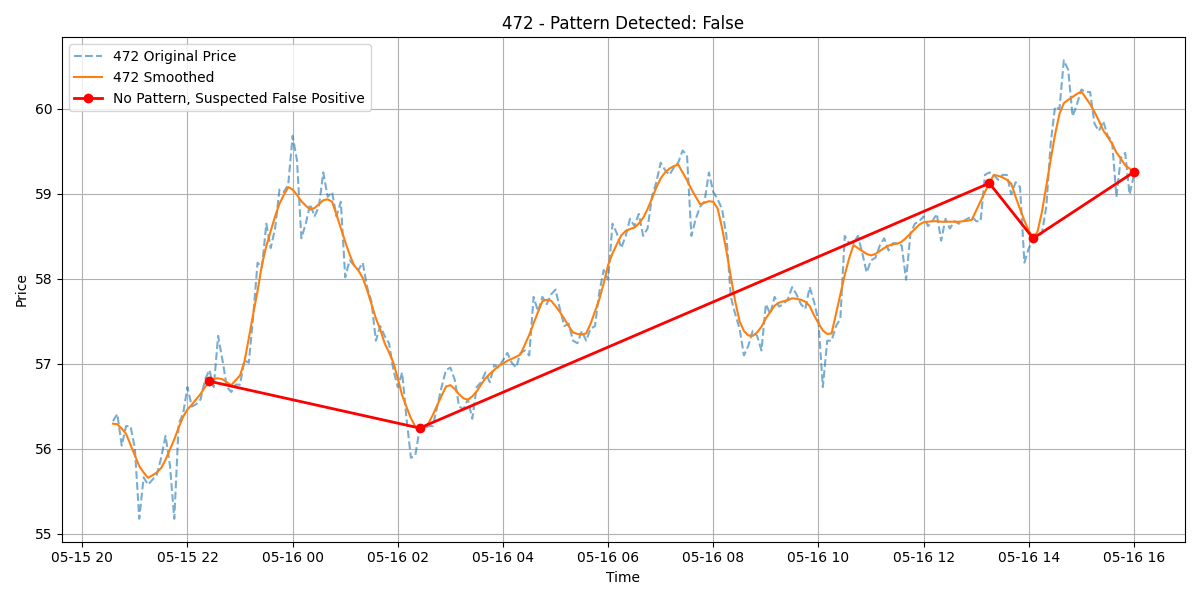 472 - Pattern Detected: False
472 Original Price
472 Smoothed
No Pattern, Suspected False Positive
Price
60
59
58
57
56
55
05-15 20 05-15 22 05-16 00 05-16 02 05-16 04 05-16 06 05-16 08 05-16 10 05-16 12 05-16 14 05-16 16
Time